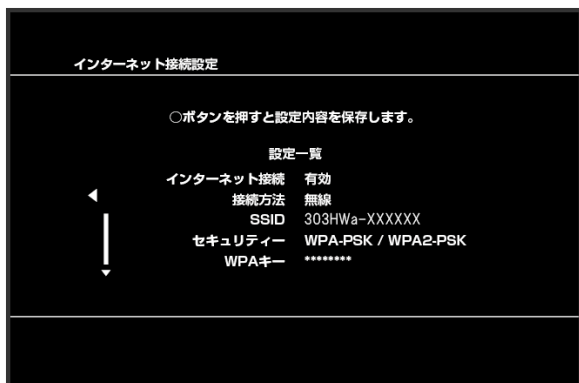 インターネット接続設定
○ボタンを押すと設定内容を保存します。
設定一覧
インターネット接続 有効
接続方法 無線
SSID 303HWa-XXXXXX
セキュリティー WPA-PSK / WPA2-PSK
WPAキー ********